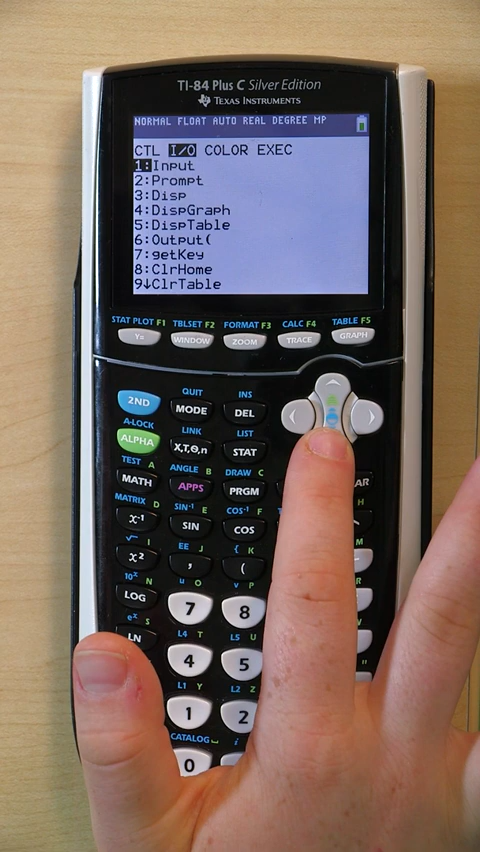 TI-84 Plus C Silver Edition
TEXAS INSTRUMENTS
NORMAL FLOAT AUTO REAL DEGREE MP
CTL I/O COLOR EXEC
1:Input
2:Prompt
3:Disp
4:DispGraph
5:DispTable
6:Output(
7:getKey
8:ClrHome
9↓ClrTable
STAT PLOT F1 TBLSET F2 FORMAT F3 CALC F4 TABLE F5
Y= WINDOW ZOOM TRACE GRAPH
QUIT INS
2ND MODE DEL
A-LOCK LINK LIST
ALPHA X,T,θ,n STAT
TEST A ANGLE B DRAW C
MATH APPS PRGM AR
MATRIX D SIN⁻¹ E COS⁻¹ F H
x⁻¹ SIN COS
√ I EE J { K
x² , (
10ˣ N u O v P
LOG 7 8
eˣ S L4 T L5 U
LN 4 5
L1 Y L2 Z
1 2
CATALOG i
0